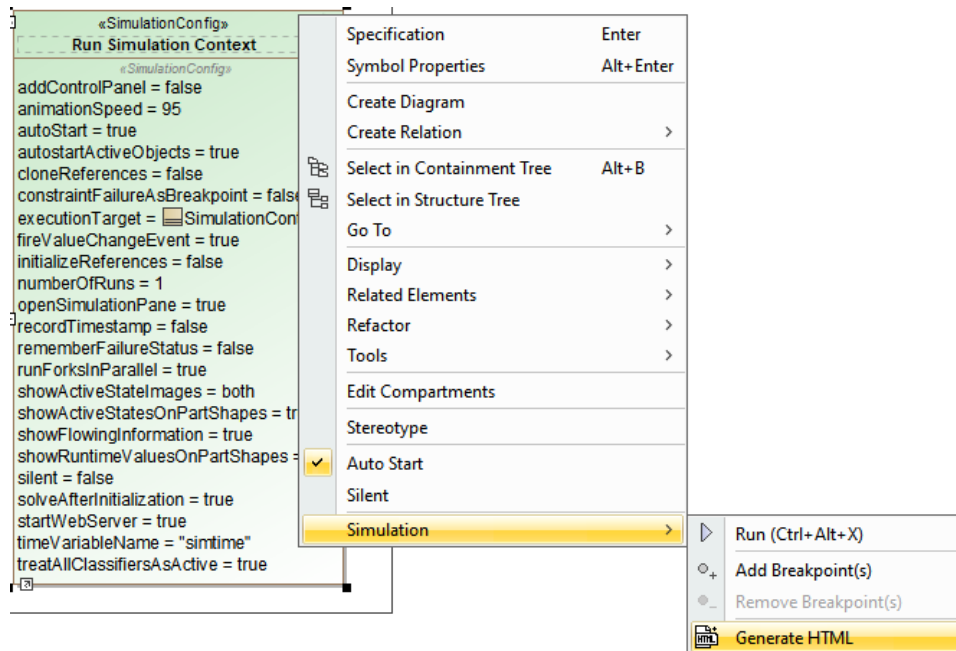 «SimulationConfig»
Run Simulation Context
«SimulationConfig»
addControlPanel = false
animationSpeed = 95
autoStart = true
autostartActiveObjects = true
cloneReferences = false
constraintFailureAsBreakpoint = false
executionTarget = SimulationCon
fireValueChangeEvent = true
initializeReferences = false
numberOfRuns = 1
openSimulationPane = true
recordTimestamp = false
rememberFailureStatus = false
runForksInParallel = true
showActiveStateImages = both
showActiveStatesOnPartShapes = tr
showFlowingInformation = true
showRuntimeValuesOnPartShapes =
silent = false
solveAfterInitialization = true
startWebServer = true
timeVariableName = "simtime"
treatAllClassifiersAsActive = true
Specification Enter
Symbol Properties Alt+Enter
Create Diagram
Create Relation
Select in Containment Tree Alt+B
Select in Structure Tree
Go To
Display
Related Elements
Refactor
Tools
Edit Compartments
Stereotype
Auto Start
Silent
Simulation
Run (Ctrl+Alt+X)
Add Breakpoint(s)
Remove Breakpoint(s)
HTML Generate HTML